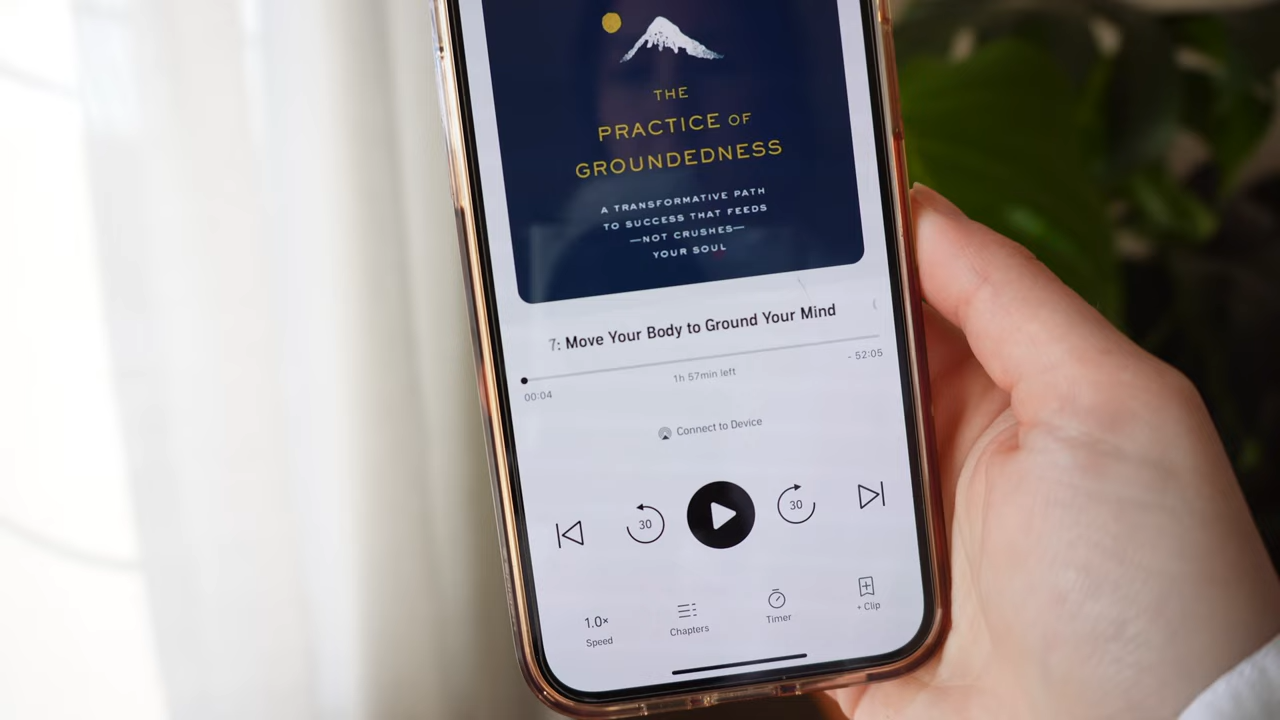 THE
PRACTICE OF
GROUNDEDNESS
A TRANSFORMATIVE PATH
TO SUCCESS THAT FEEDS
—NOT CRUSHES—
YOUR SOUL
7: Move Your Body to Ground Your Mind
00:04
1h 57min left
- 52:05
Connect to Device
30
30
1.0×
Speed
Chapters
Timer
+ Clip